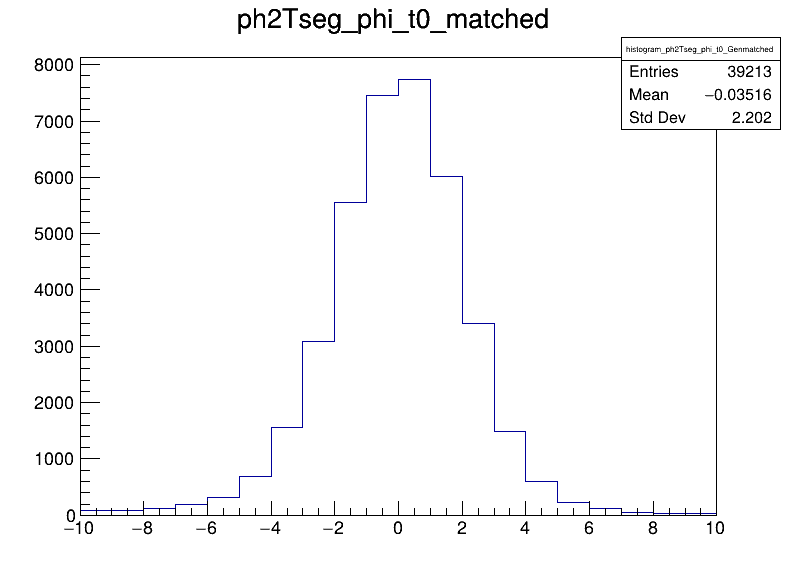 ph2Tseg_phi_t0_matched
histogram_ph2Tseg_phi_t0_Genmatched
Entries 39213
Mean −0.03516
Std Dev 2.202
8000
7000
6000
5000
4000
3000
2000
1000
0
−10 −8 −6 −4 −2 0 2 4 6 8 10